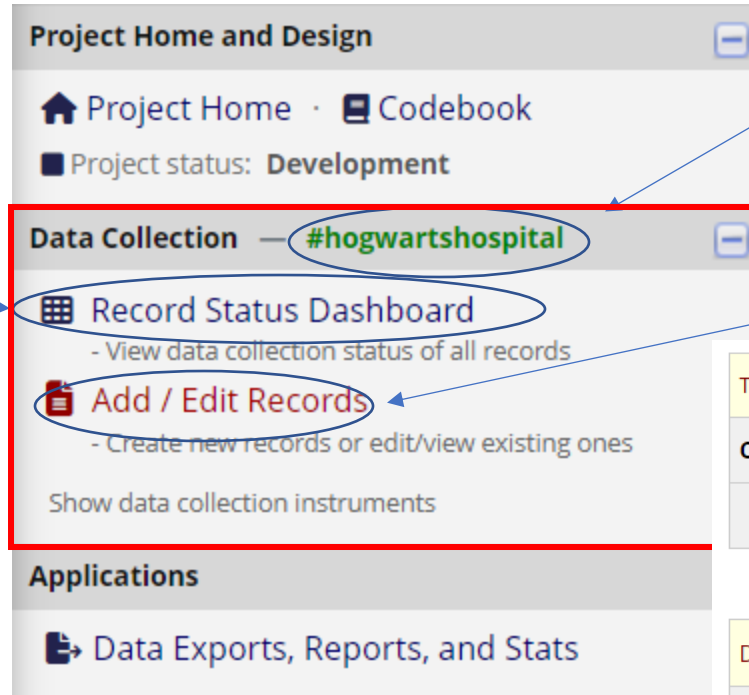 Project Home and Design
Project Home · Codebook
Project status: Development
Data Collection — #hogwartshospital
Record Status Dashboard
- View data collection status of all records
Add / Edit Records
- Create new records or edit/view existing ones
Show data collection instruments
Applications
Data Exports, Reports, and Stats